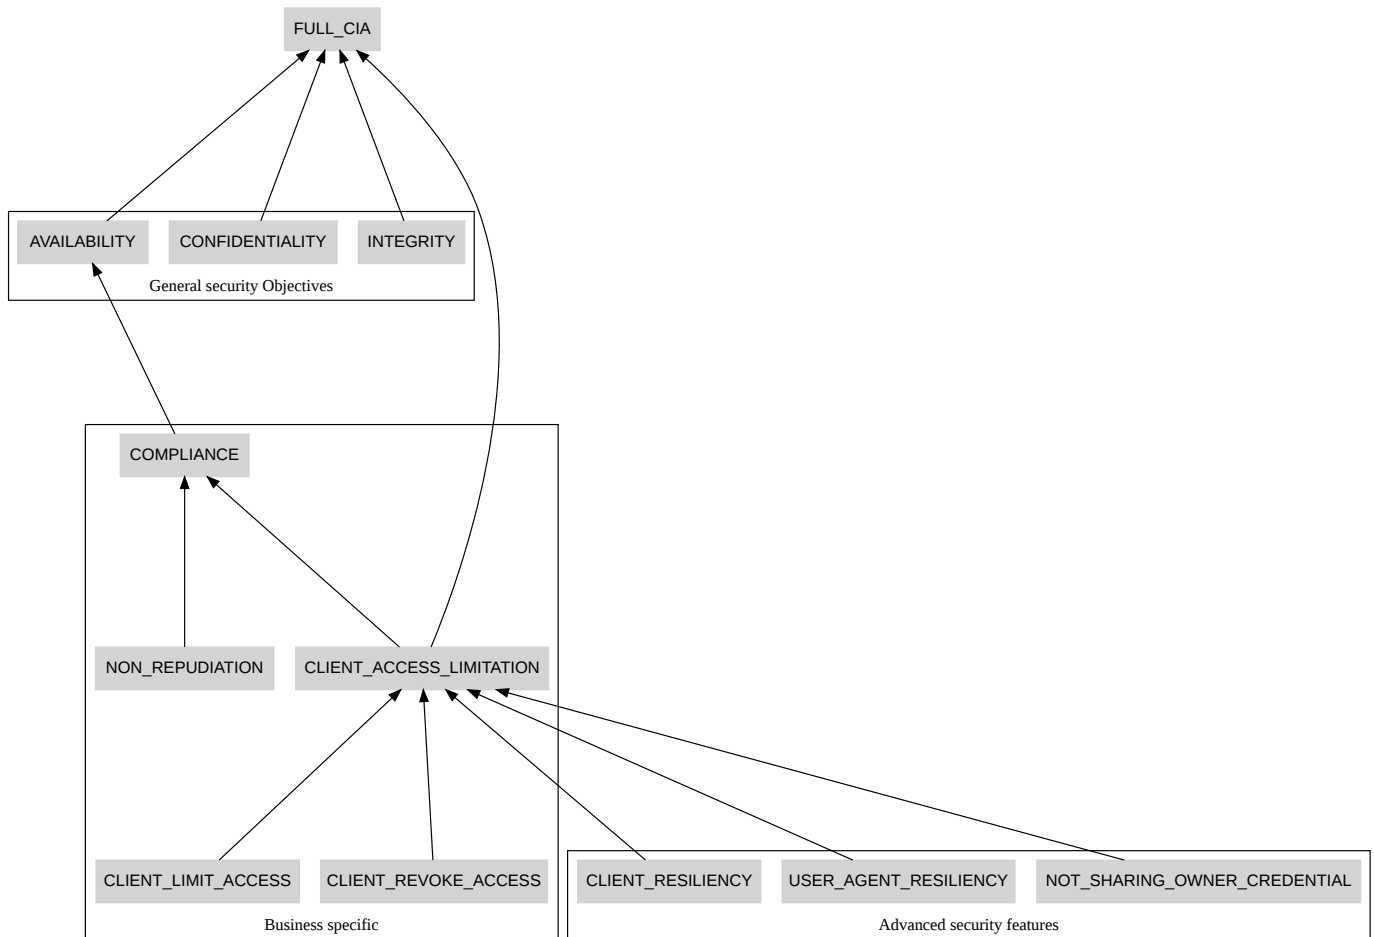 FULL_CIA
AVAILABILITY
CONFIDENTIALITY
INTEGRITY
General security Objectives
COMPLIANCE
NON_REPUDIATION
CLIENT_ACCESS_LIMITATION
CLIENT_LIMIT_ACCESS
CLIENT_REVOKE_ACCESS
CLIENT_RESILIENCY
USER_AGENT_RESILIENCY
NOT_SHARING_OWNER_CREDENTIAL
Business specific
Advanced security features